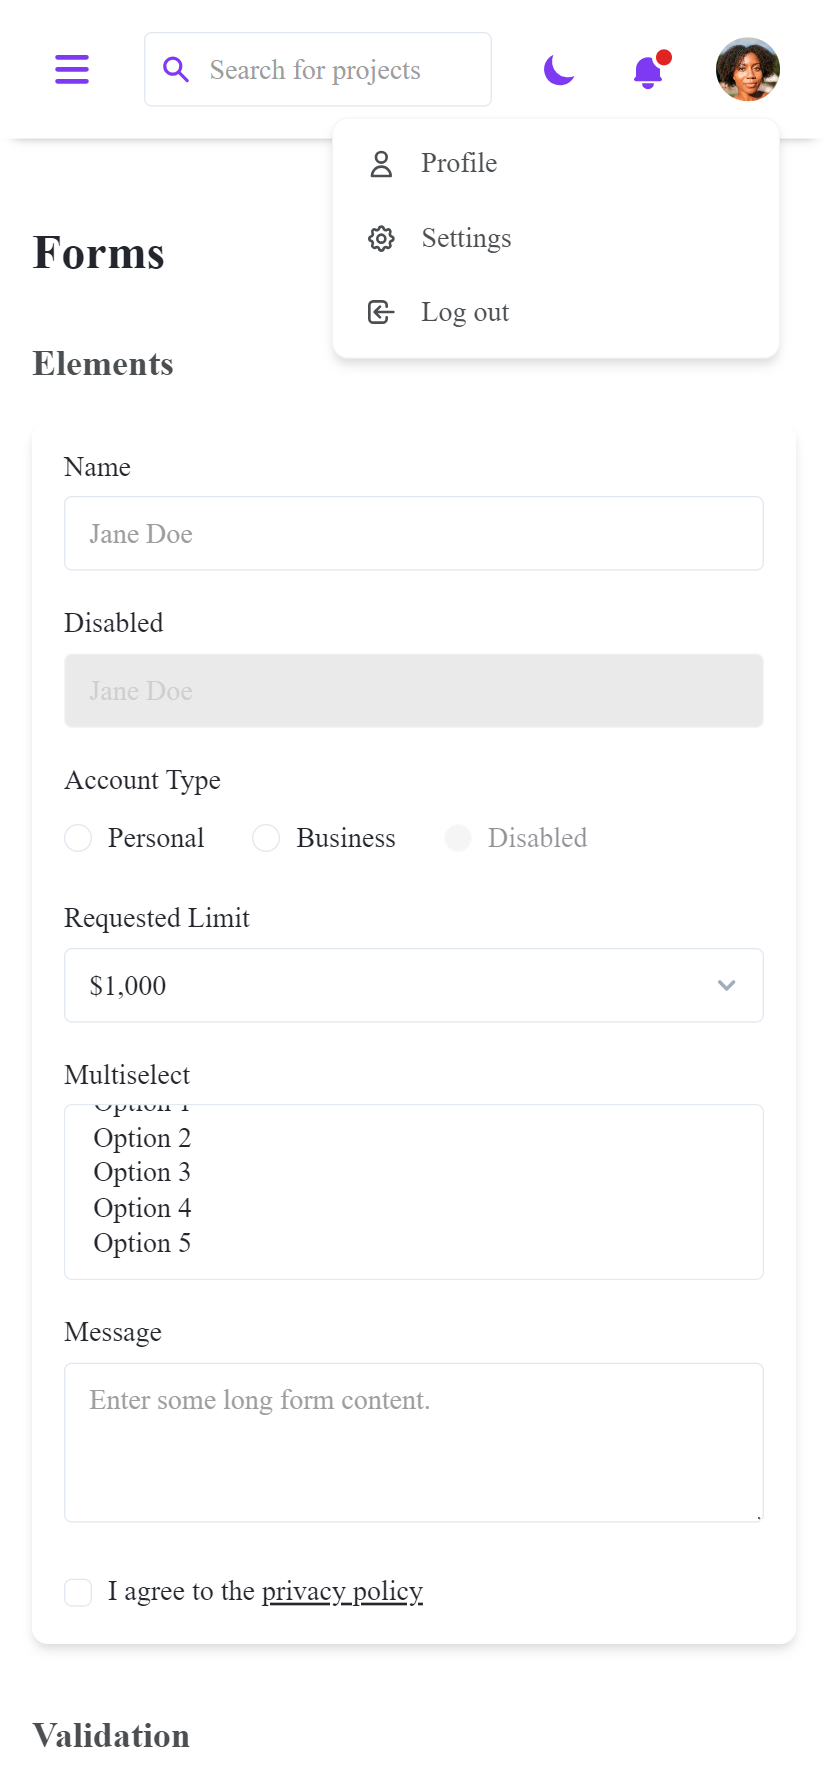 Search for projects
Profile
Settings
Log out
Forms
Elements
Name
Jane Doe
Disabled
Jane Doe
Account Type
Personal Business Disabled
Requested Limit
$1,000
Multiselect
Option 1
Option 2
Option 3
Option 4
Option 5
Message
Enter some long form content.
I agree to the privacy policy
Validation